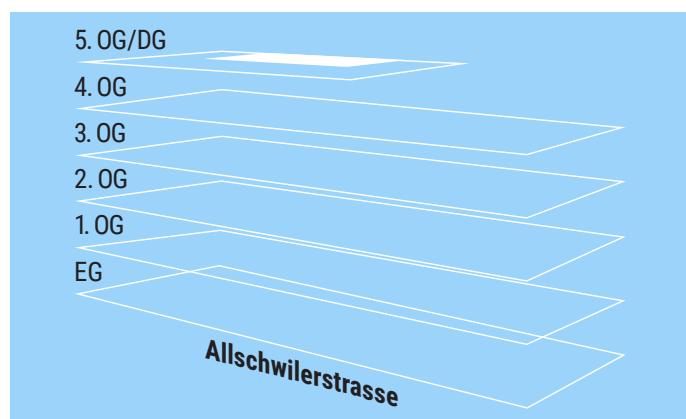 5. OG/DG
4. OG
3. OG
2. OG
1. OG
EG
Allschwilerstrasse